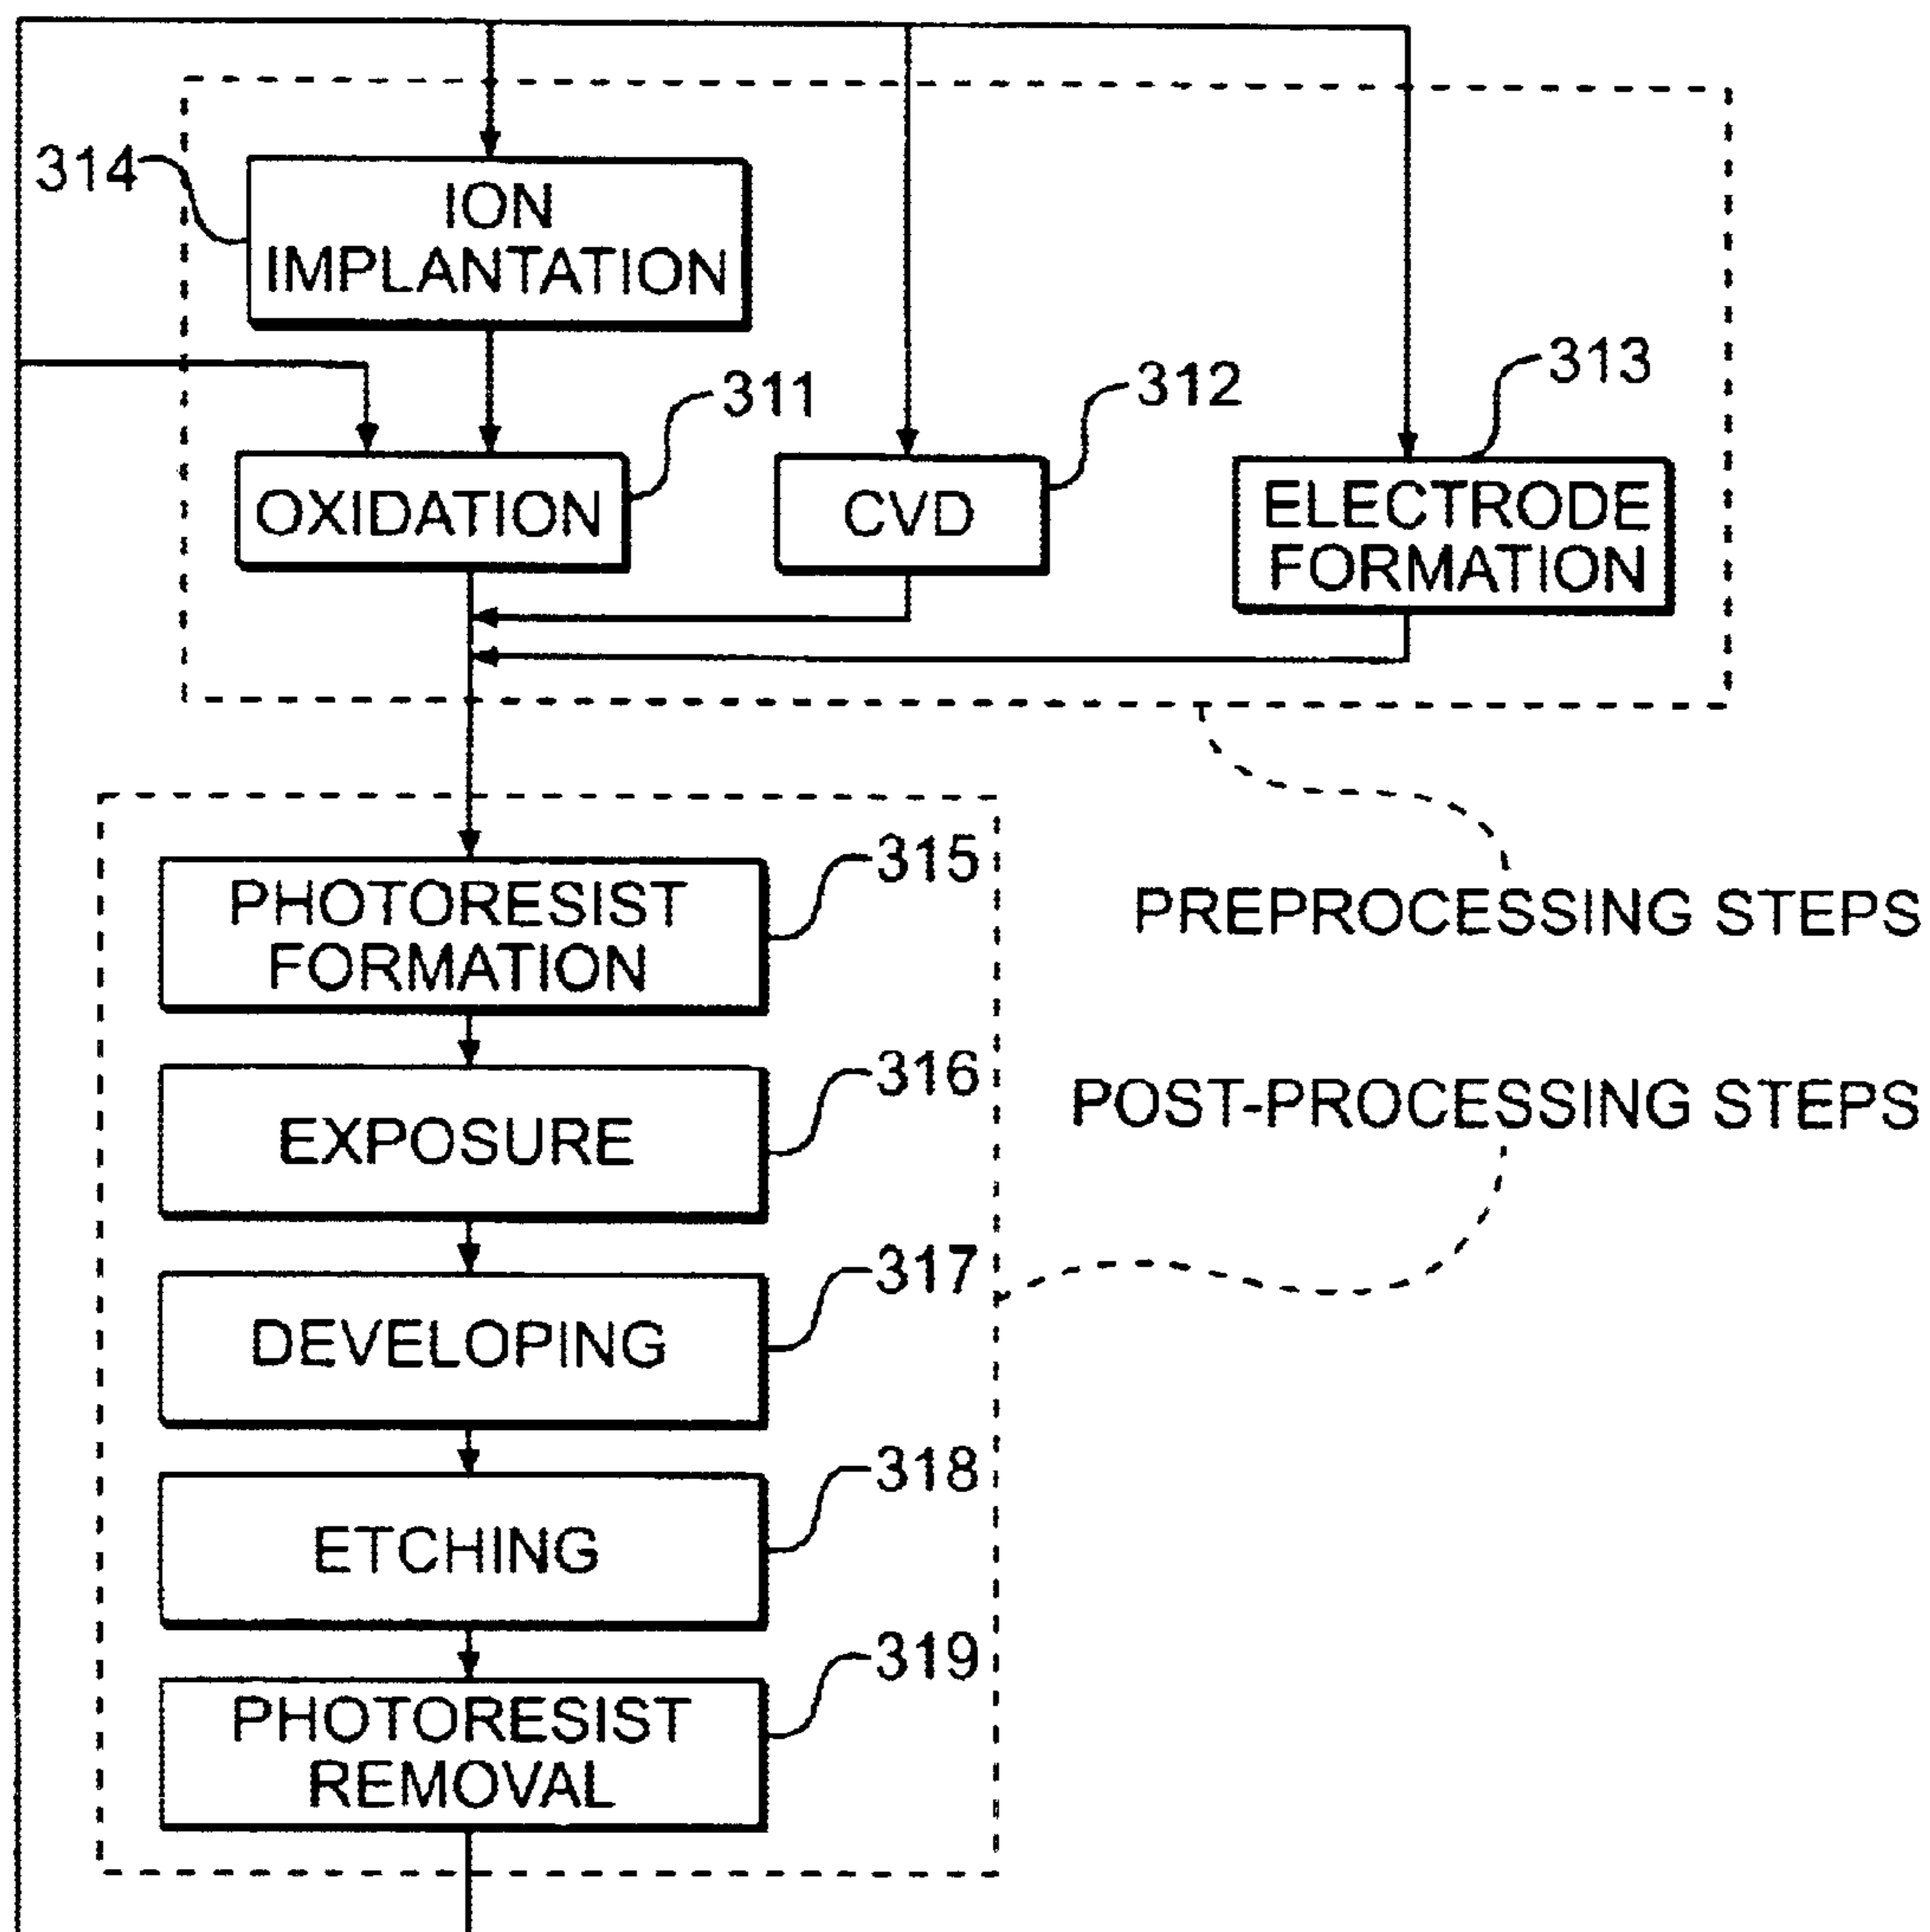 314
ION
IMPLANTATION
311
312
313
OXIDATION
CVD
ELECTRODE
FORMATION
315
PHOTORESIST
FORMATION
PREPROCESSING STEPS
316
EXPOSURE
POST-PROCESSING STEPS
317
DEVELOPING
318
ETCHING
319
PHOTORESIST
REMOVAL